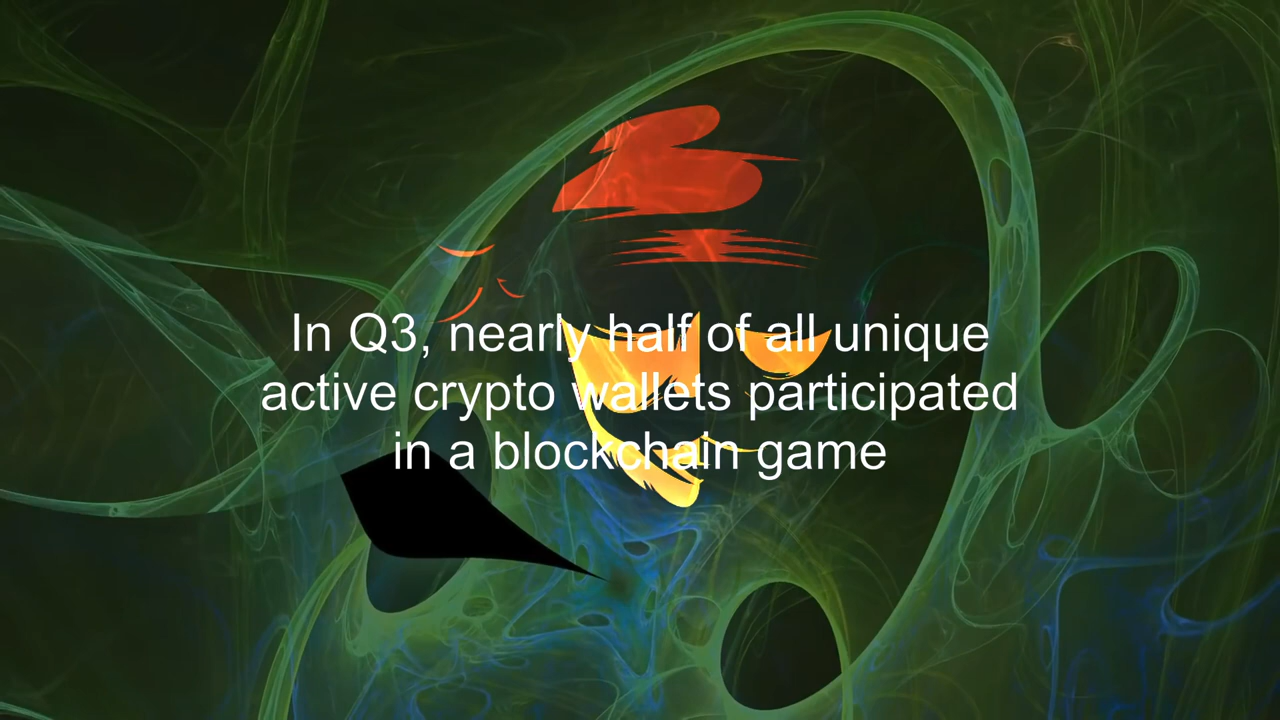 In Q3, nearly half of all unique
active crypto wallets participated
in a blockchain game